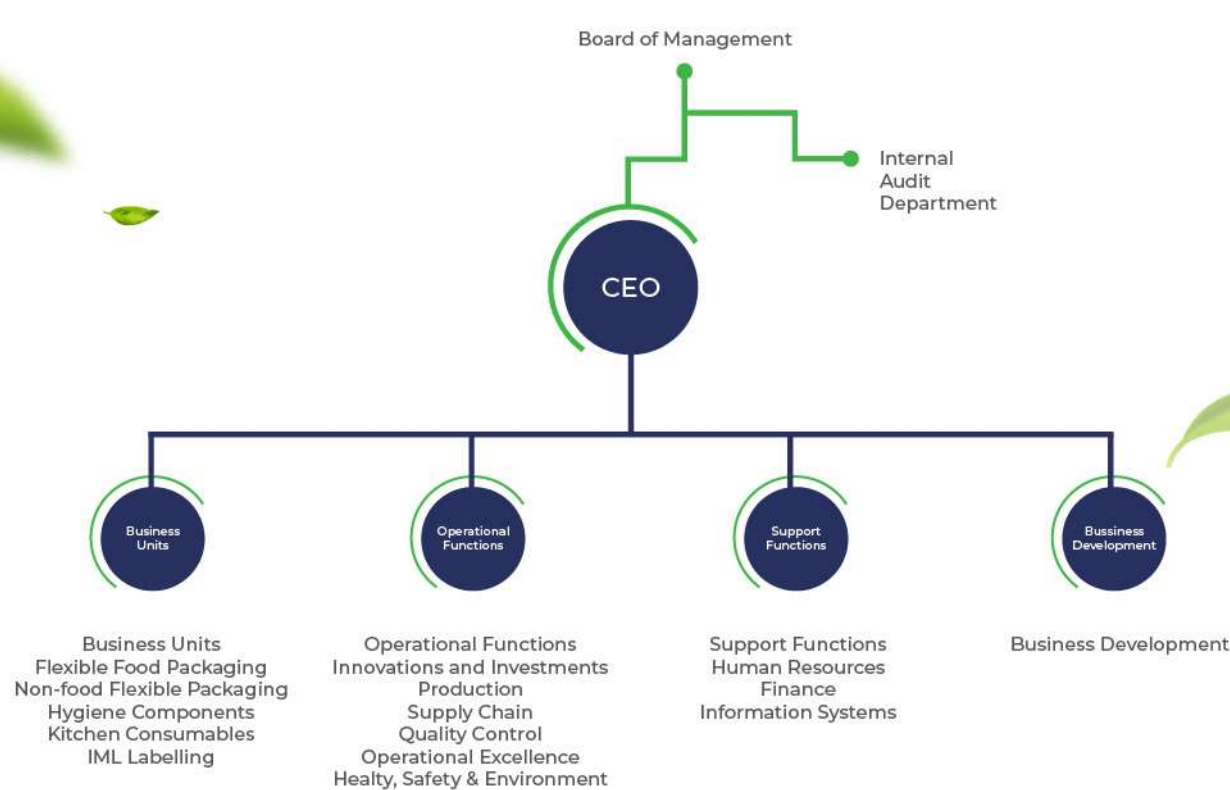 Board of Management
Internal
Audit
Department
CEO
Business
Units
Operational
Functions
Support
Functions
Bussiness
Development
Business Units
Flexible Food Packaging
Non-food Flexible Packaging
Hygiene Components
Kitchen Consumables
IML Labelling
Operational Functions
Innovations and Investments
Production
Supply Chain
Quality Control
Operational Excellence
Healty, Safety & Environment
Support Functions
Human Resources
Finance
Information Systems
Business Development